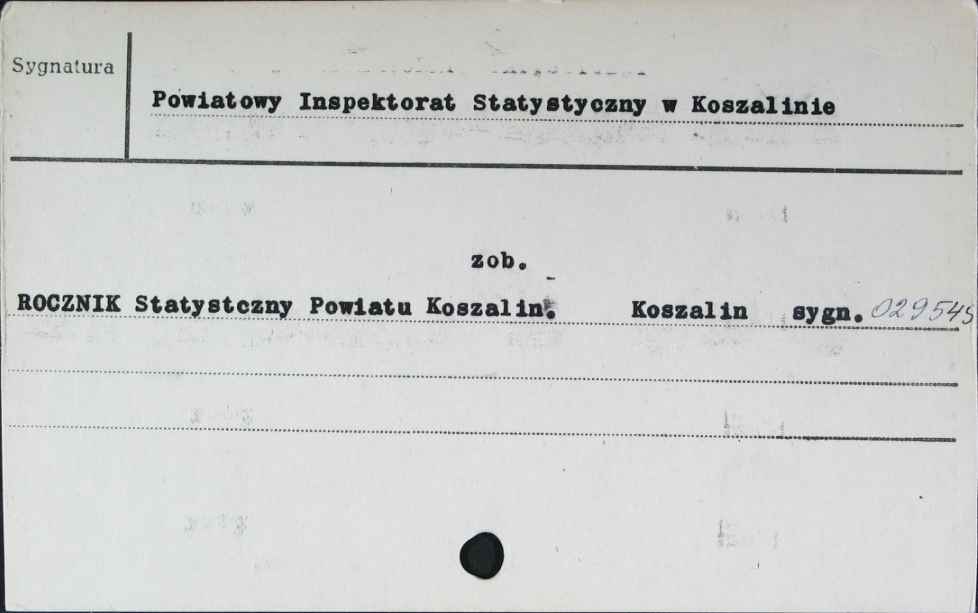 Sygnatura
Powiatowy Inspektorat Statystyczny w Koszalinie
zob.
ROCZNIK Statystczny Powiatu Koszalin. Koszalin sygn. 029545